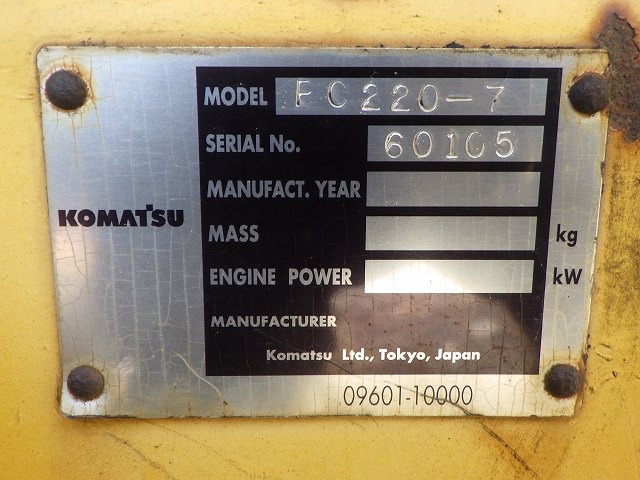 MODEL PC220-7
SERIAL No. 60105
MANUFACT. YEAR
KOMATSU
MASS kg
ENGINE POWER kW
MANUFACTURER
Komatsu Ltd., Tokyo, Japan
09601-10000